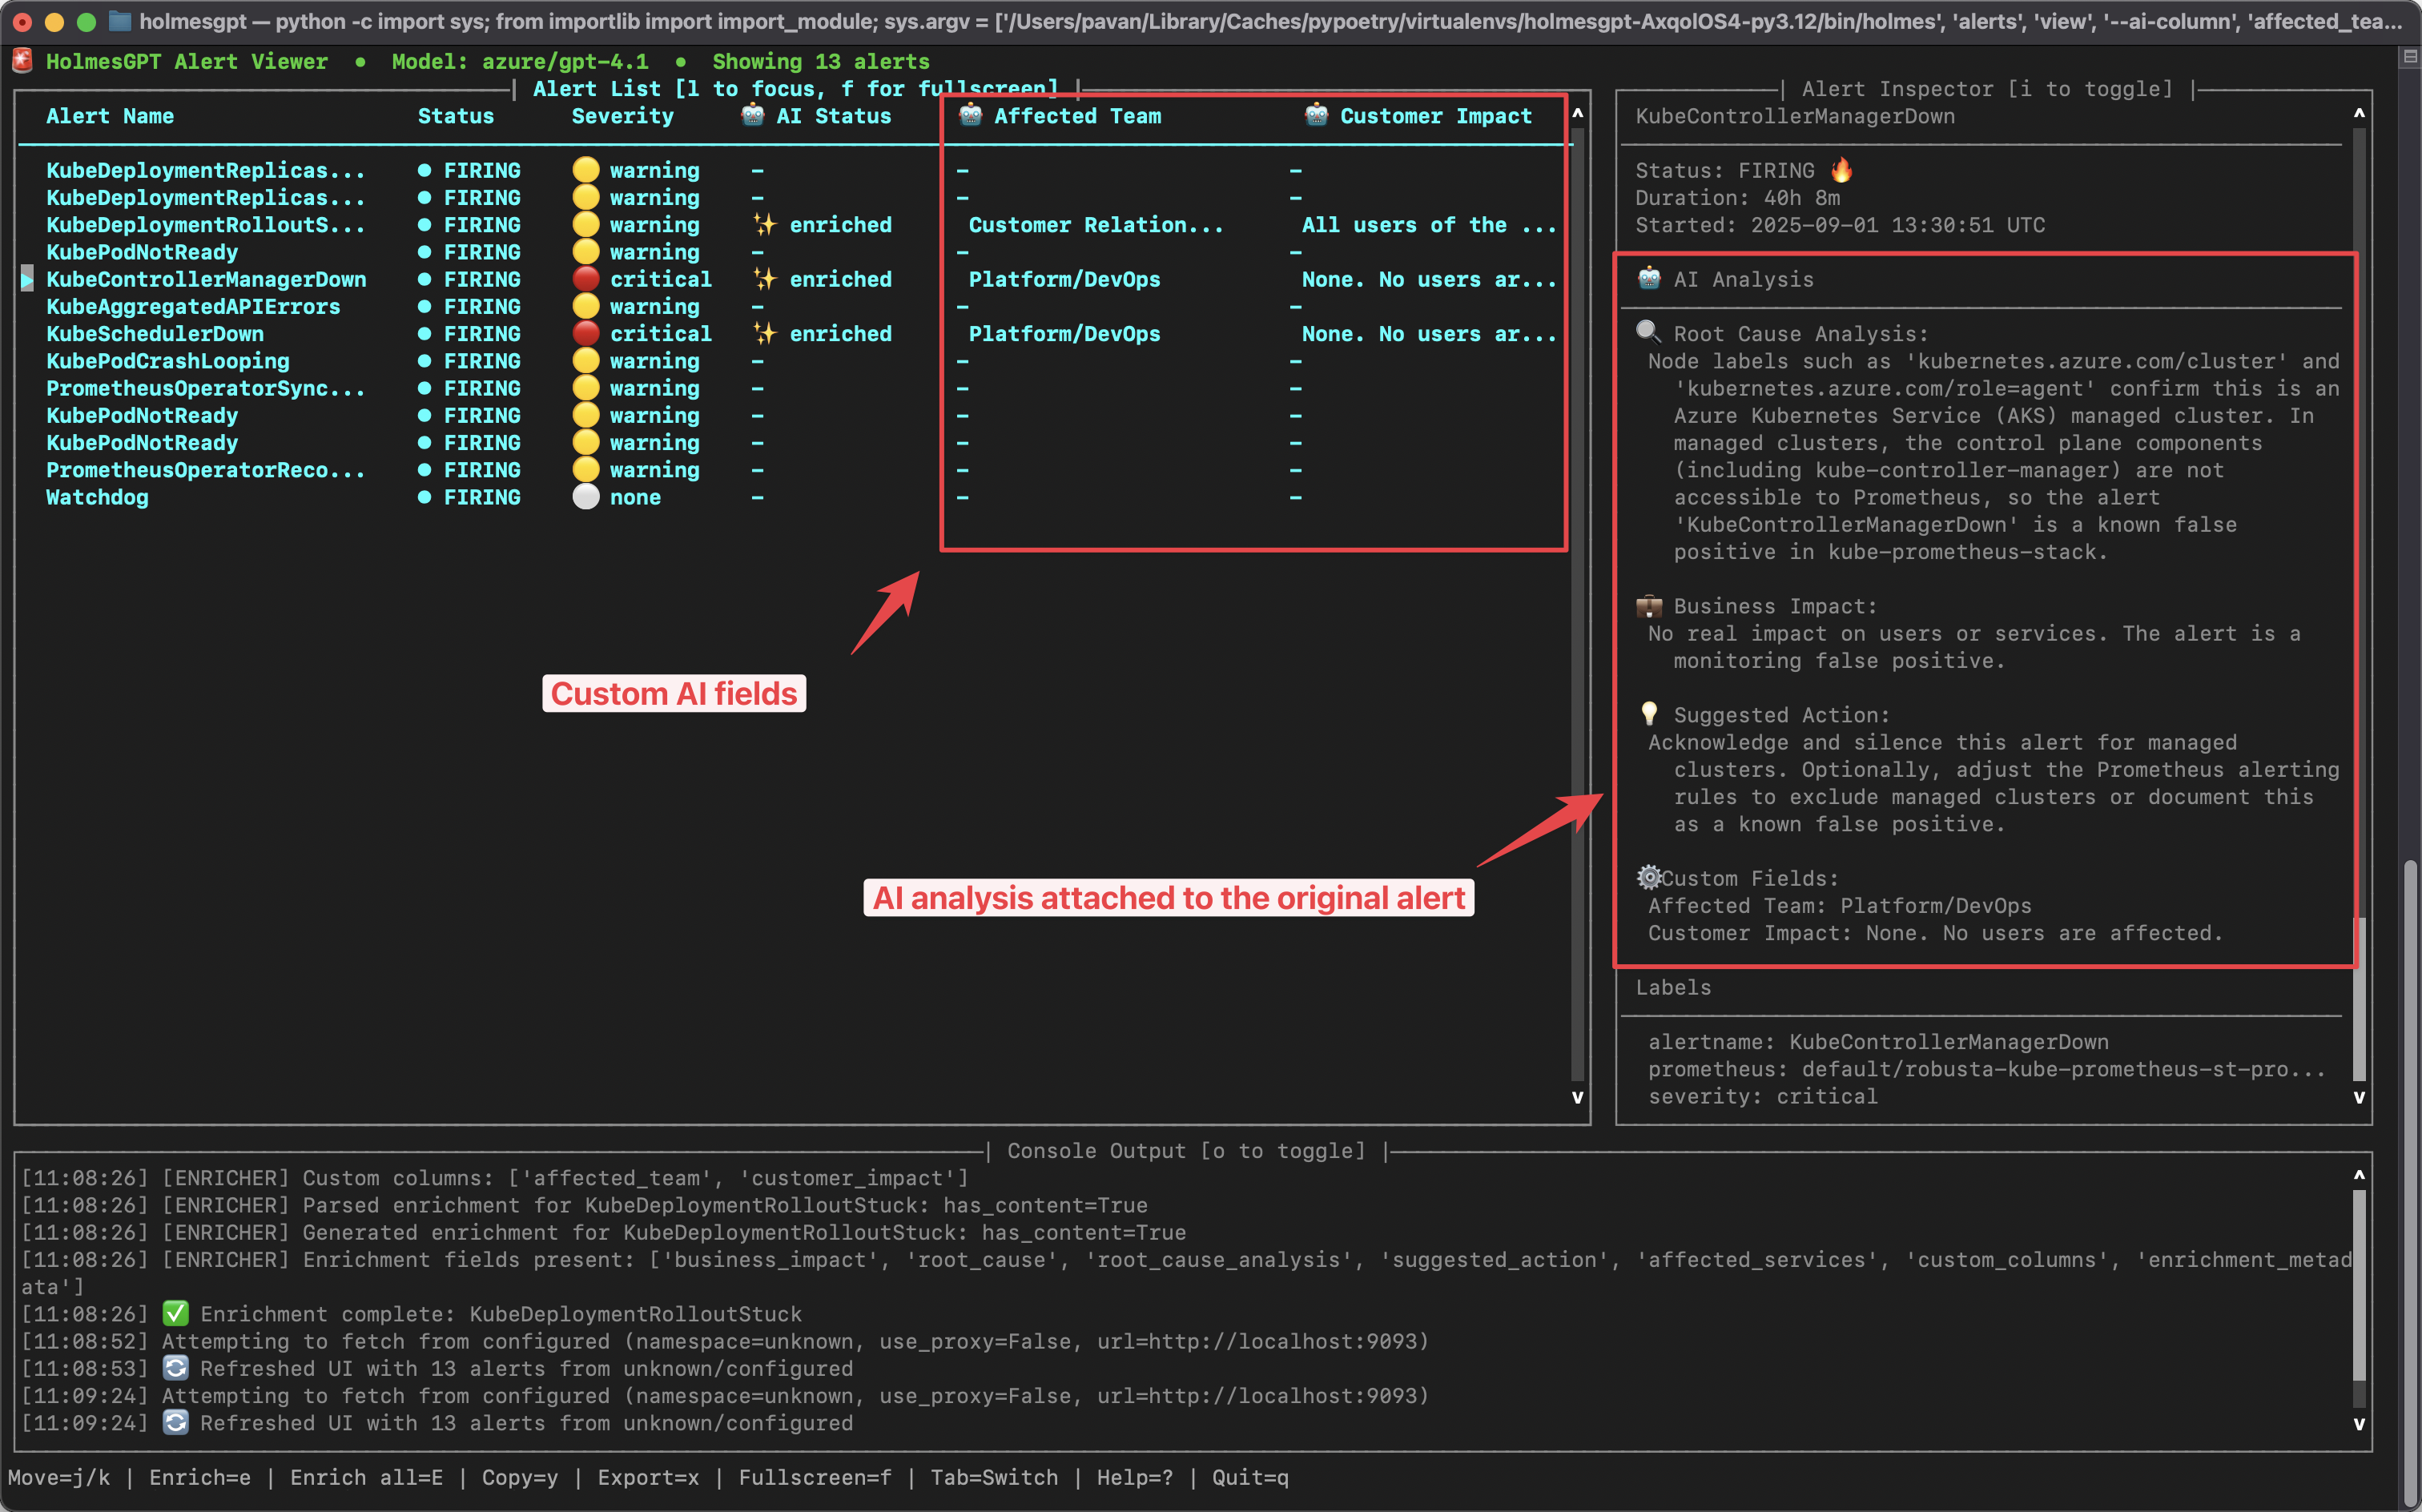 holmesgpt — python -c import sys; from importlib import import_module; sys.argv = ['/Users/pavan/Library/Caches/pypoetry/virtualenvs/holmesgpt-AxqolOS4-py3.12/bin/holmes', 'alerts', 'view', '--ai-column', 'affected_tea...
HolmesGPT Alert Viewer • Model: azure/gpt-4.1 • Showing 13 alerts
Alert List [l to focus, f for fullscreen]
Alert Name Status Severity AI Status Affected Team Customer Impact
KubeDeploymentReplicas... ● FIRING warning – – –
KubeDeploymentReplicas... ● FIRING warning – – –
KubeDeploymentRolloutS... ● FIRING warning ✨ enriched Customer Relation... All users of the ...
KubePodNotReady ● FIRING warning – – –
KubeControllerManagerDown ● FIRING critical ✨ enriched Platform/DevOps None. No users ar...
KubeAggregatedAPIErrors ● FIRING warning – – –
KubeSchedulerDown ● FIRING critical ✨ enriched Platform/DevOps None. No users ar...
KubePodCrashLooping ● FIRING warning – – –
PrometheusOperatorSync... ● FIRING warning – – –
KubePodNotReady ● FIRING warning – – –
KubePodNotReady ● FIRING warning – – –
PrometheusOperatorReco... ● FIRING warning – – –
Watchdog ● FIRING none – – –
Custom AI fields
AI analysis attached to the original alert
Alert Inspector [i to toggle]
KubeControllerManagerDown
Status: FIRING 🔥
Duration: 40h 8m
Started: 2025-09-01 13:30:51 UTC
AI Analysis
Root Cause Analysis:
Node labels such as 'kubernetes.azure.com/cluster' and
'kubernetes.azure.com/role=agent' confirm this is an
Azure Kubernetes Service (AKS) managed cluster. In
managed clusters, the control plane components
(including kube-controller-manager) are not
accessible to Prometheus, so the alert
'KubeControllerManagerDown' is a known false
positive in kube-prometheus-stack.
Business Impact:
No real impact on users or services. The alert is a
monitoring false positive.
Suggested Action:
Acknowledge and silence this alert for managed
clusters. Optionally, adjust the Prometheus alerting
rules to exclude managed clusters or document this
as a known false positive.
Custom Fields:
Affected Team: Platform/DevOps
Customer Impact: None. No users are affected.
Labels
alertname: KubeControllerManagerDown
prometheus: default/robusta-kube-prometheus-st-pro...
severity: critical
Console Output [o to toggle]
[11:08:26] [ENRICHER] Custom columns: ['affected_team', 'customer_impact']
[11:08:26] [ENRICHER] Parsed enrichment for KubeDeploymentRolloutStuck: has_content=True
[11:08:26] [ENRICHER] Generated enrichment for KubeDeploymentRolloutStuck: has_content=True
[11:08:26] [ENRICHER] Enrichment fields present: ['business_impact', 'root_cause', 'root_cause_analysis', 'suggested_action', 'affected_services', 'custom_columns', 'enrichment_metad
ata']
[11:08:26] ✅ Enrichment complete: KubeDeploymentRolloutStuck
[11:08:52] Attempting to fetch from configured (namespace=unknown, use_proxy=False, url=http://localhost:9093)
[11:08:53] 🔄 Refreshed UI with 13 alerts from unknown/configured
[11:09:24] Attempting to fetch from configured (namespace=unknown, use_proxy=False, url=http://localhost:9093)
[11:09:24] 🔄 Refreshed UI with 13 alerts from unknown/configured
Move=j/k | Enrich=e | Enrich all=E | Copy=y | Export=x | Fullscreen=f | Tab=Switch | Help=? | Quit=q